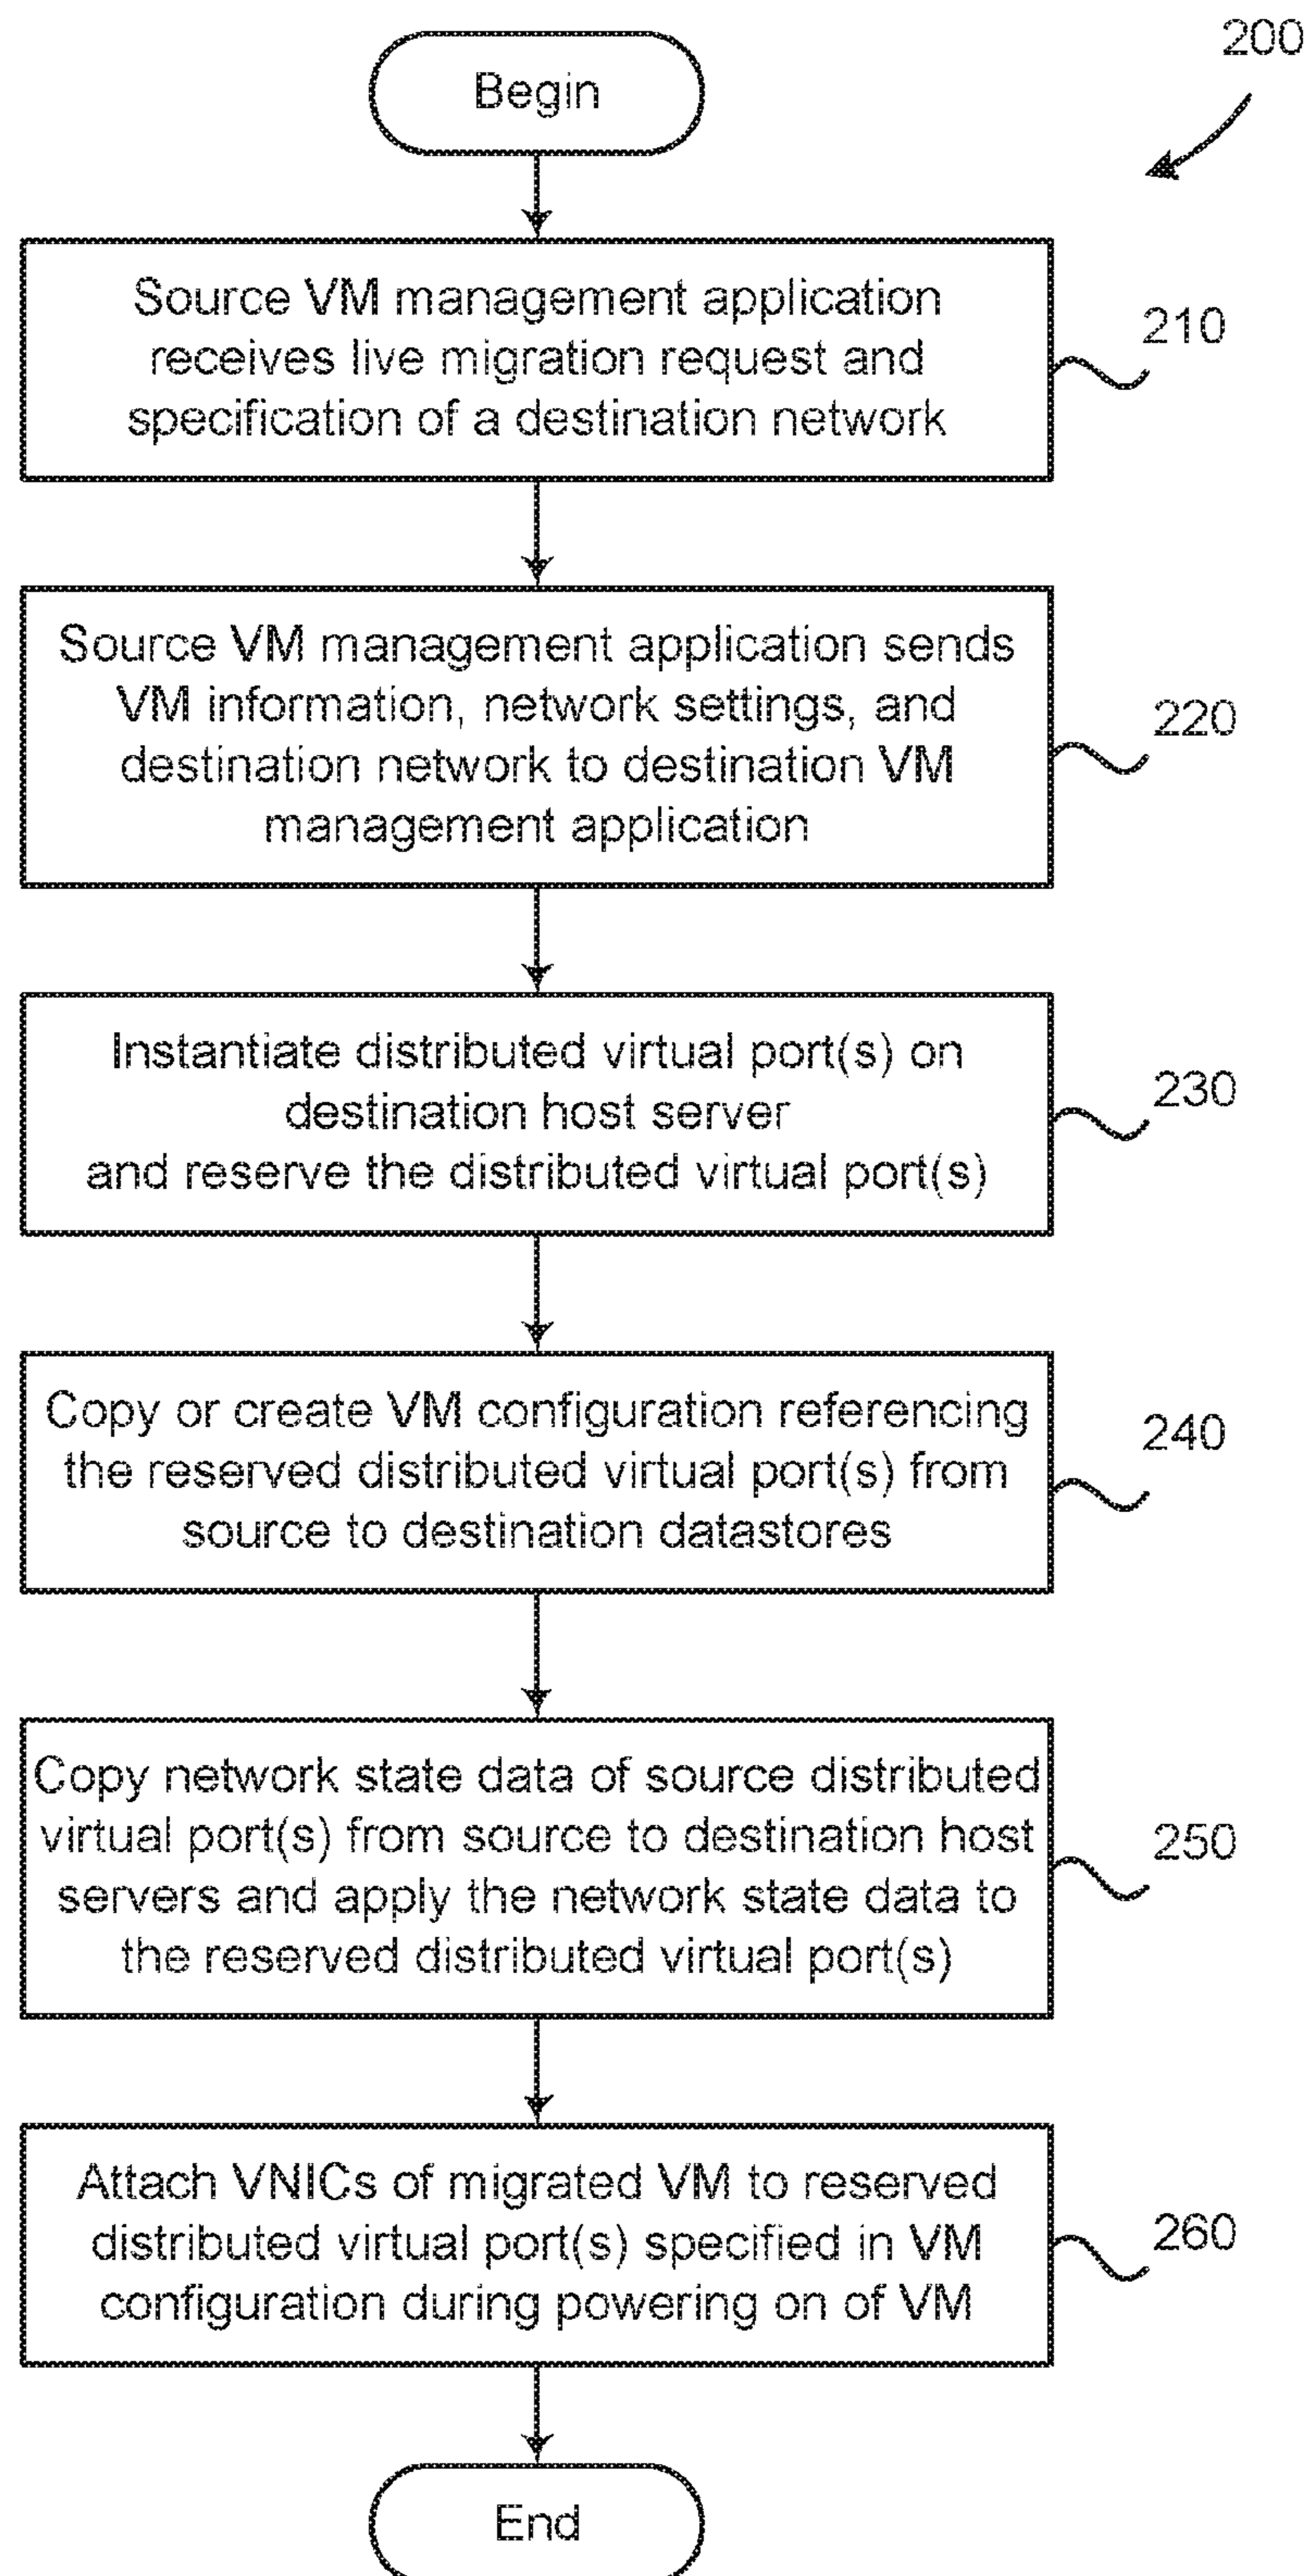 200
Begin
Source VM management application
receives live migration request and
specification of a destination network
210
Source VM management application sends
VM information, network settings, and
destination network to destination VM
management application
220
Instantiate distributed virtual port(s) on
destination host server
and reserve the distributed virtual port(s)
230
Copy or create VM configuration referencing
the reserved distributed virtual port(s) from
source to destination datastores
240
Copy network state data of source distributed
virtual port(s) from source to destination host
servers and apply the network state data to
the reserved distributed virtual port(s)
250
Attach VNICs of migrated VM to reserved
distributed virtual port(s) specified in VM
configuration during powering on of VM
260
End